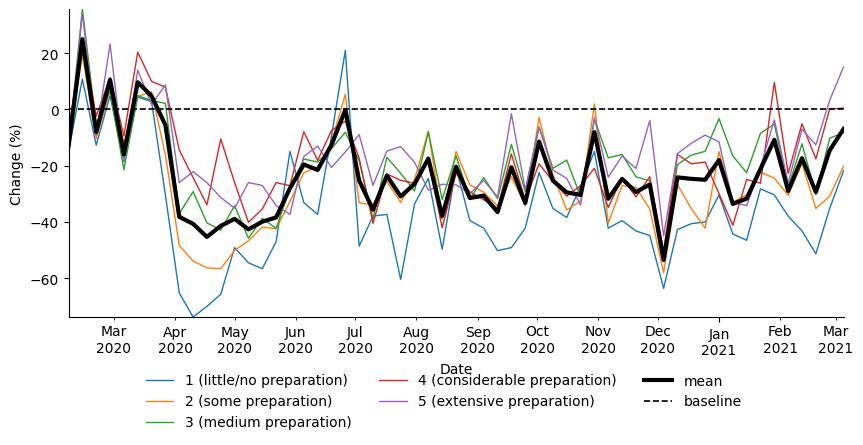 Change (%)
20
0
−20
−40
−60
Mar Apr May Jun Jul Aug Sep Oct Nov Dec Jan Feb Mar
2020 2020 2020 2020 2020 2020 2020 2020 2020 2020 2021 2021 2021
Date
1 (little/no preparation)
2 (some preparation)
3 (medium preparation)
4 (considerable preparation)
5 (extensive preparation)
mean
baseline